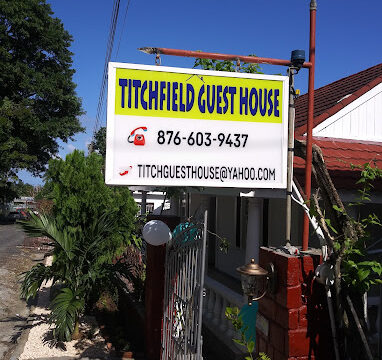 TITCHFIELD GUEST HOUSE
876-603-9437
TITCHGUESTHOUSE@YAHOO.COM